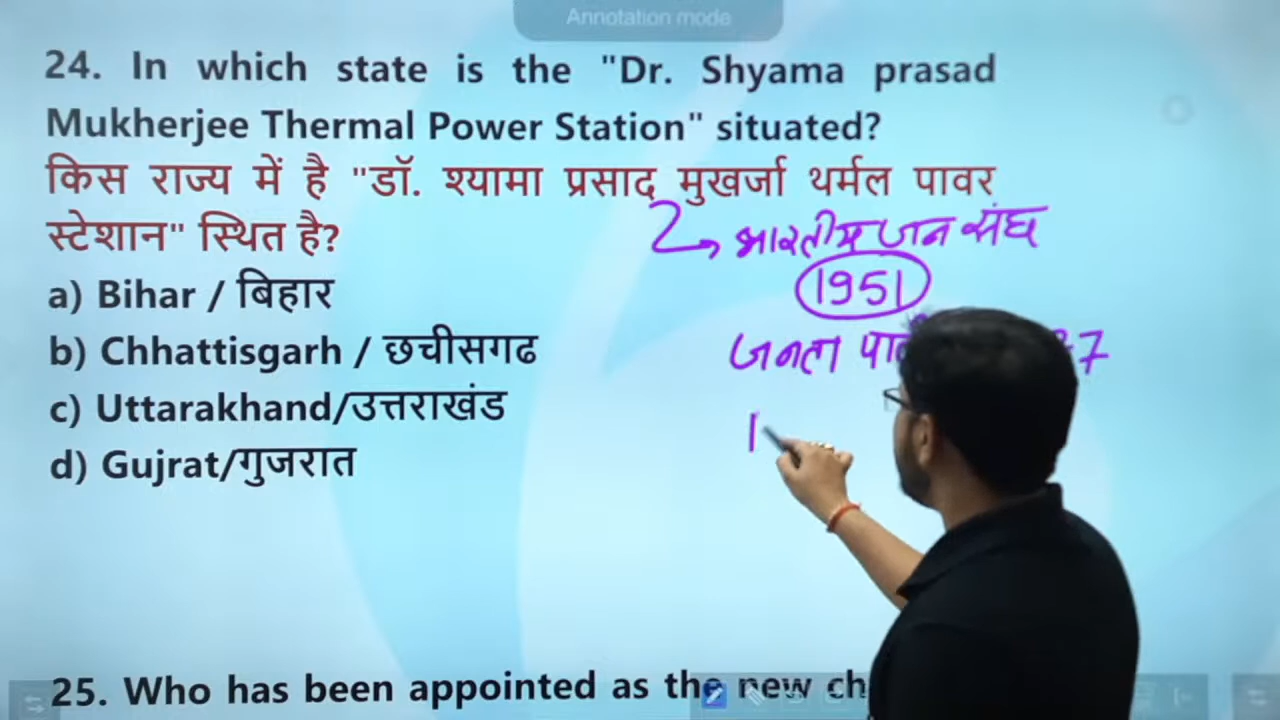 Annotation mode
24. In which state is the "Dr. Shyama prasad
Mukherjee Thermal Power Station" situated?
किस राज्य में है "डॉ. श्यामा प्रसाद मुखर्जा थर्मल पावर
स्टेशान" स्थित है?
भारतीय जन संघ
1951
a) Bihar / बिहार
b) Chhattisgarh / छचीसगढ
जनता
c) Uttarakhand/उत्तराखंड
d) Gujrat/गुजरात
25. Who has been appointed as the new